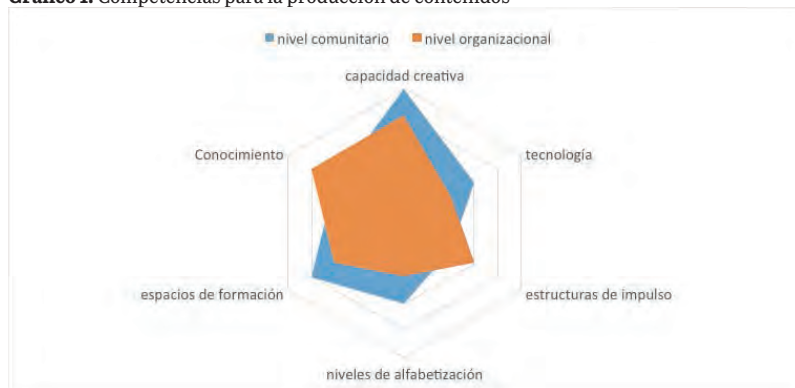 Gráfico 1. Competencias para la producción de contenidos
nivel comunitario nivel organizacional
capacidad creativa
Conocimiento tecnología
espacios de formación estructuras de impulso
niveles de alfabetización